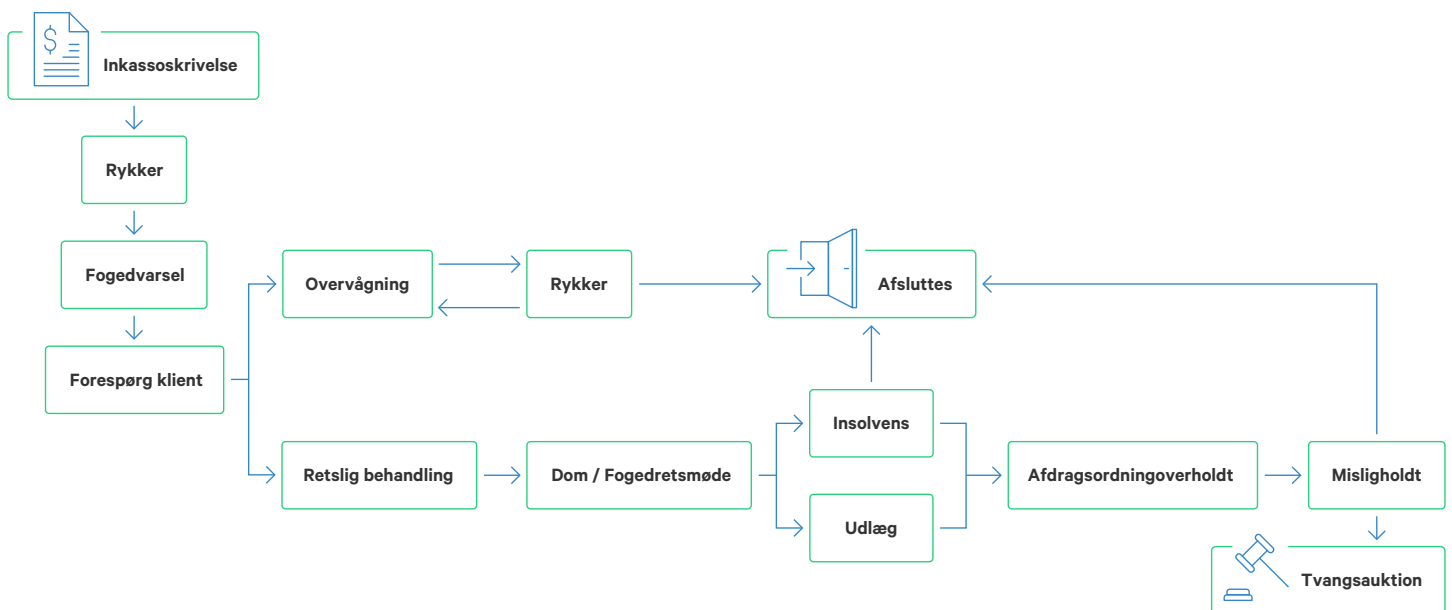 $
Inkassoskrivelse
Rykker
Fogedvarsel
Forespørg klient
Overvågning
Rykker
Afsluttes
Retslig behandling
Dom / Fogedretsmøde
Insolvens
Udlæg
Afdragsordningoverholdt
Misligholdt
Tvangsauktion